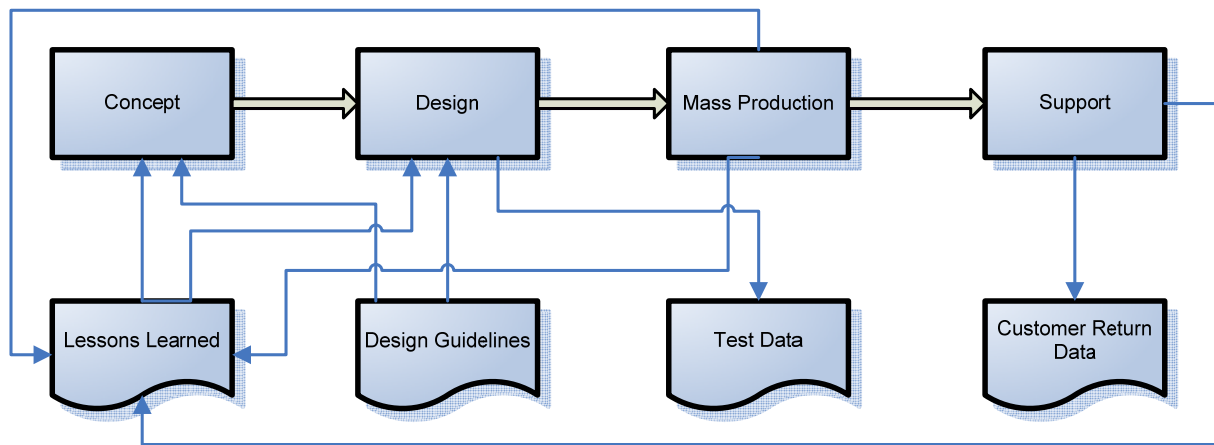 Concept
Design
Mass Production
Support
Lessons Learned
Design Guidelines
Test Data
Customer Return
Data